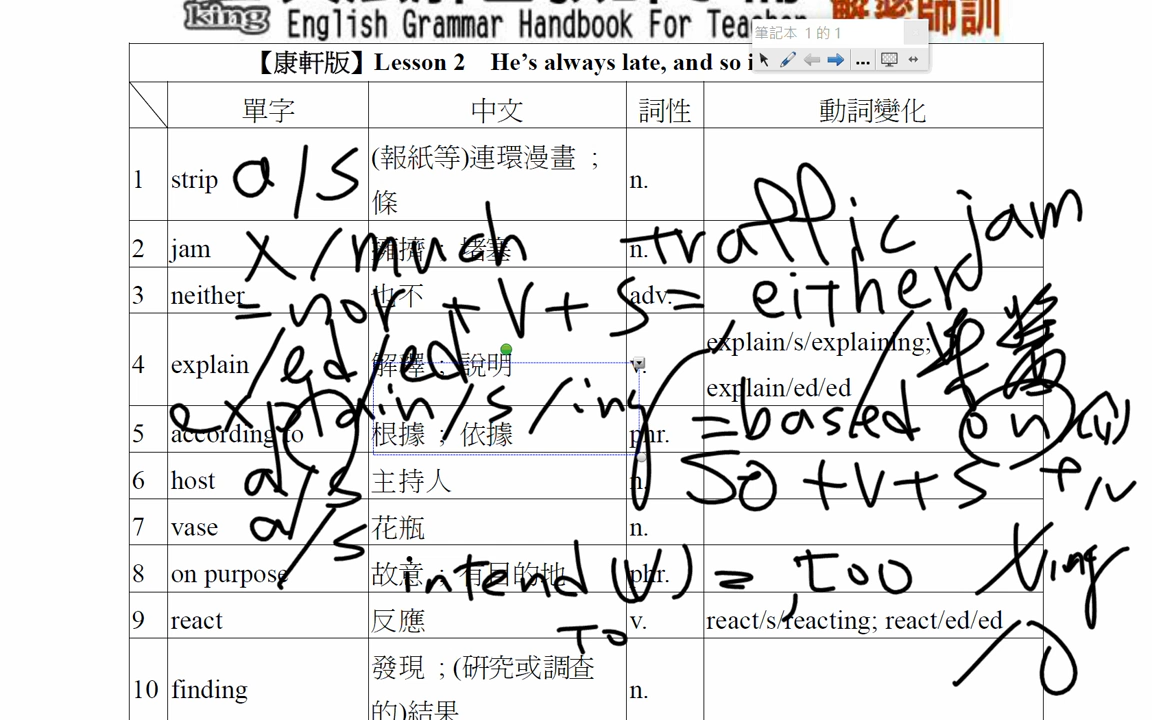 king
English Grammar Handbook For Teacher
解密師訓
筆記本 1 的 1
【康軒版】Lesson 2 He's always late, and so i
單字 中文 詞性 動詞變化
1 strip a/s (報紙等)連環漫畫；條 n.
2 jam x/much 擁擠；堵塞 n. traffic jam
3 neither 也不 adv. = either
= nor + v + s
4 explain /ed/ed 解釋；說明 v. explain/s/explaining;
explain/ed/ed
explain/s/ing
5 according to 根據；依據 phr. = based on
6 host a/s 主持人 n. so + v + s
7 vase a/s 花瓶 n.
8 on purpose 故意；有目的地 phr.
intend (v) = , too
to
9 react 反應 v. react/s/reacting; react/ed/ed
10 finding 發現；(研究或調查的)結果 n.